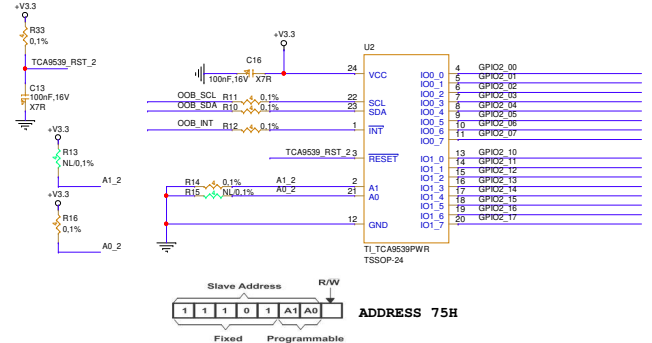 +V3.3
R33
0,1%
TCA9539_RST_2
C13
100nF,16V
X7R
+V3.3
R13
NL/0,1%
A1_2
+V3.3
R16
0,1%
A0_2
+V3.3
C16
100nF,16V X7R
OOB_SCL R11 0,1%
OOB_SDA R10 0,1%
OOB_INT R12 0,1%
TCA9539_RST_2
R14 0,1% A1_2
R15 NL/0,1% A0_2
U2
24 VCC
22 SCL
23 SDA
1 INT
3 RESET
2 A1
21 A0
12 GND
IO0_0 4 GPIO2_00
IO0_1 5 GPIO2_01
IO0_2 6 GPIO2_02
IO0_3 7 GPIO2_03
IO0_4 8 GPIO2_04
IO0_5 9 GPIO2_05
IO0_6 10 GPIO2_06
IO0_7 11 GPIO2_07
IO1_0 13 GPIO2_10
IO1_1 14 GPIO2_11
IO1_2 15 GPIO2_12
IO1_3 16 GPIO2_13
IO1_4 17 GPIO2_14
IO1_5 18 GPIO2_15
IO1_6 19 GPIO2_16
IO1_7 20 GPIO2_17
TI_TCA9539PWR
TSSOP-24
Slave Address R/W
1 1 1 0 1 A1 A0
Fixed Programmable
ADDRESS 75H